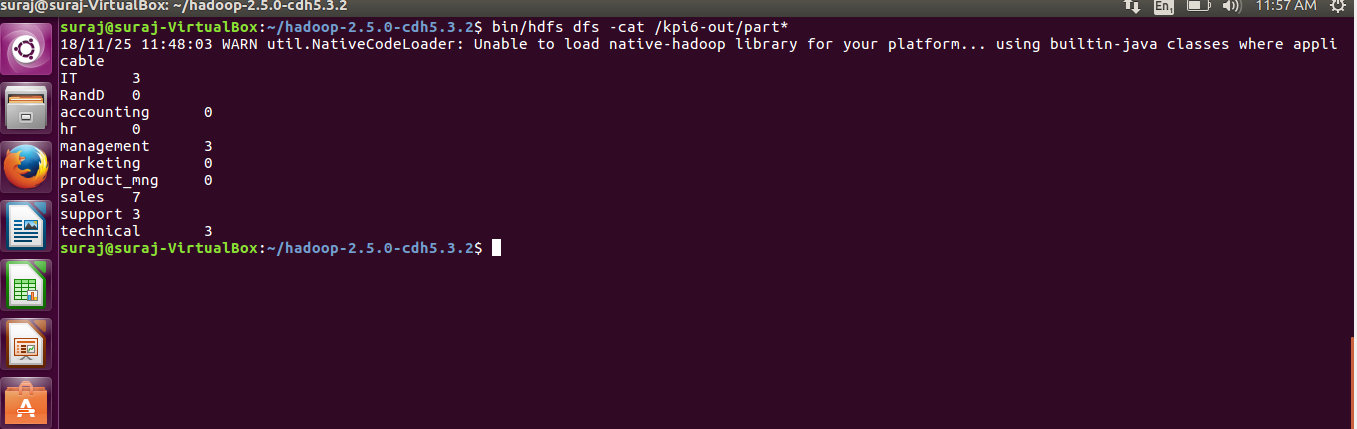 suraj@suraj-VirtualBox: ~/hadoop-2.5.0-cdh5.3.2
En1
11:57 AM
suraj@suraj-VirtualBox:~/hadoop-2.5.0-cdh5.3.2$ bin/hdfs dfs -cat /kpi6-out/part*
18/11/25 11:48:03 WARN util.NativeCodeLoader: Unable to load native-hadoop library for your platform... using builtin-java classes where appli
cable
IT	3
RandD	0
accounting	0
hr	0
management	3
marketing	0
product_mng	0
sales	7
support	3
technical	3
suraj@suraj-VirtualBox:~/hadoop-2.5.0-cdh5.3.2$